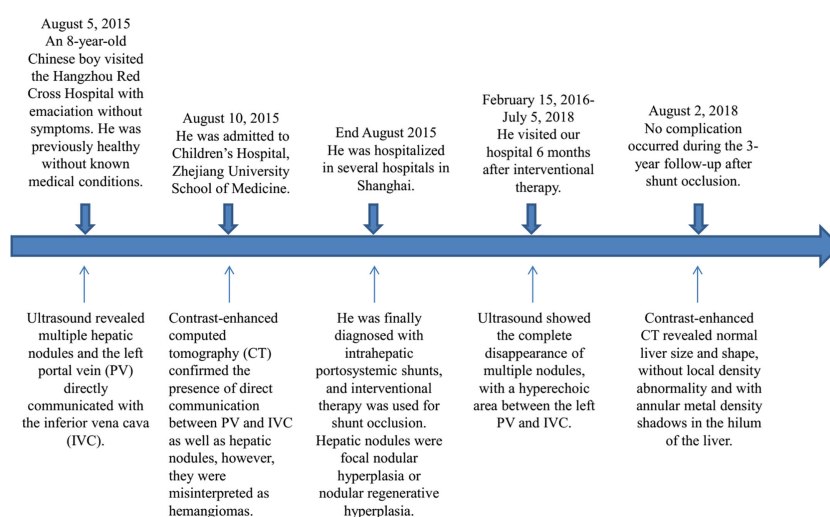 August 5, 2015
An 8-year-old
Chinese boy visited
the Hangzhou Red
Cross Hospital with
emaciation without
symptoms. He was
previously healthy
without known
medical conditions.
August 10, 2015
He was admitted to
Children's Hospital,
Zhejiang University
School of Medicine.
End August 2015
He was hospitalized
in several hospitals in
Shanghai.
February 15, 2016-
July 5, 2018
He visited our
hospital 6 months
after interventional
therapy.
August 2, 2018
No complication
occurred during the 3-
year follow-up after
shunt occlusion.
Ultrasound revealed
multiple hepatic
nodules and the left
portal vein (PV)
directly
communicated with
the inferior vena cava
(IVC).
Contrast-enhanced
computed
tomography (CT)
confirmed the
presence of direct
communication
between PV and IVC
as well as hepatic
nodules, however,
they were
misinterpreted as
hemangiomas.
He was finally
diagnosed with
intrahepatic
portosystemic shunts,
and interventional
therapy was used for
shunt occlusion.
Hepatic nodules were
focal nodular
hyperplasia or
nodular regenerative
hyperplasia.
Ultrasound showed
the complete
disappearance of
multiple nodules,
with a hyperechoic
area between the left
PV and IVC.
Contrast-enhanced
CT revealed normal
liver size and shape,
without local density
abnormality and with
annular metal density
shadows in the hilum
of the liver.